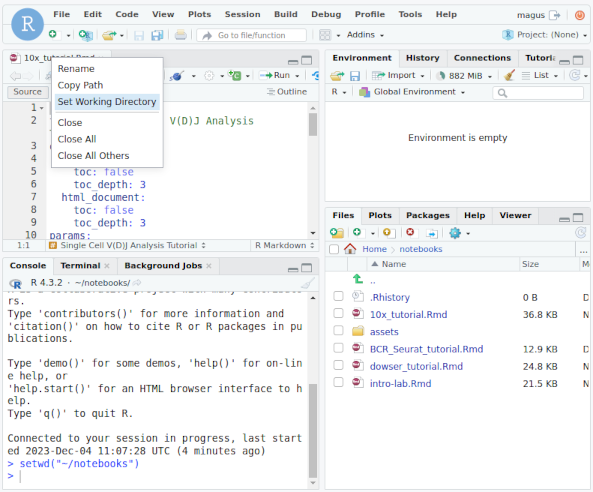 R
File Edit Code View Plots Session Build Debug Profile Tools Help
magus
Go to file/function
Addins
Project: (None)
10x_tutorial.Rmd
Run
Source
Outline
Rename
Copy Path
Set Working Directory
Close
Close All
Close All Others
1
2 V(D)J Analysis
3
4
5 toc: false
6 toc_depth: 3
7 html_document:
8 toc: false
9 toc_depth: 3
10 params:
1:1 Single Cell V(D)J Analysis Tutorial R Markdown
Console Terminal Background Jobs
R 4.3.2 · ~/notebooks/
rs.
Type 'contributors()' for more information and
'citation()' on how to cite R or R packages in pu
blications.
Type 'demo()' for some demos, 'help()' for on-lin
e help, or
'help.start()' for an HTML browser interface to h
elp.
Type 'q()' to quit R.
Connected to your session in progress, last start
ed 2023-Dec-04 11:07:28 UTC (4 minutes ago)
> setwd("~/notebooks")
>
Environment History Connections
Import 882 MiB List
R Global Environment
Environment is empty
Files Plots Packages Help Viewer
Home notebooks
...
Name Size
..
.Rhistory 0 B
10x_tutorial.Rmd 36.8 KB
assets
BCR_Seurat_tutorial.Rmd 12.9 KB
dowser_tutorial.Rmd 24.8 KB
intro-lab.Rmd 21.5 KB